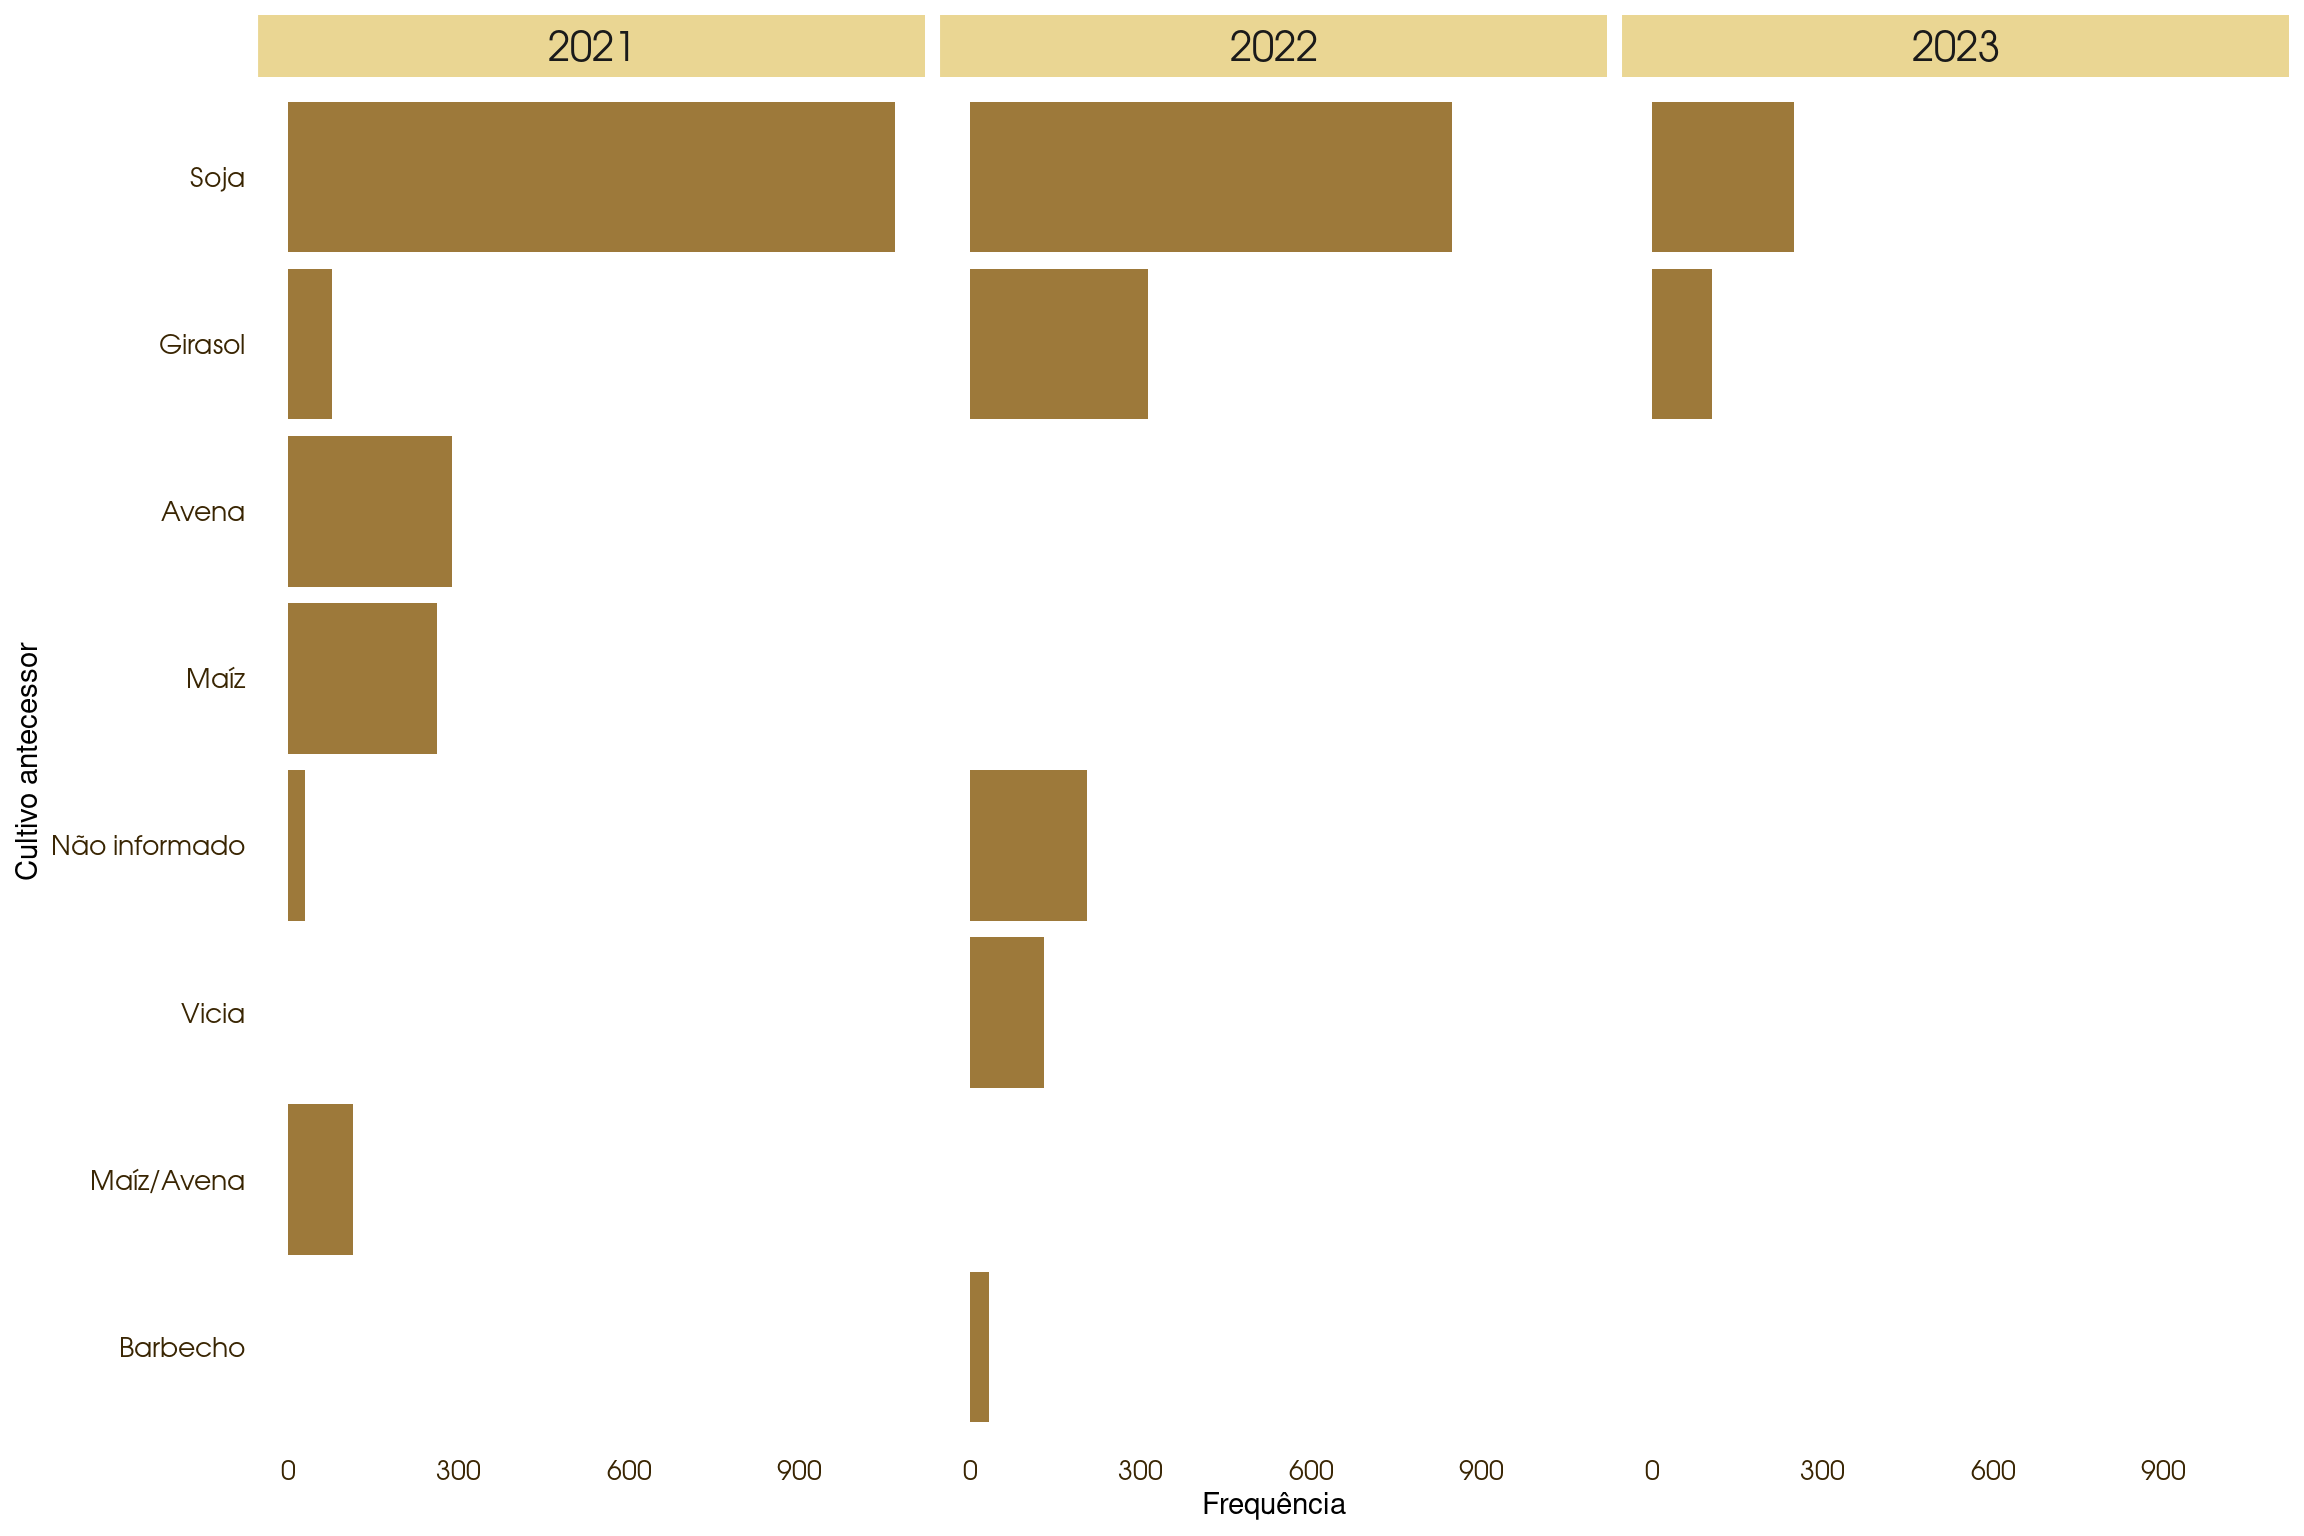 2021
2022
2023
Soja
Girasol
Avena
Maíz
Não informado
Vicia
Maíz/Avena
Barbecho
Cultivo antecessor
0 300 600 900
0 300 600 900
0 300 600 900
Frequência